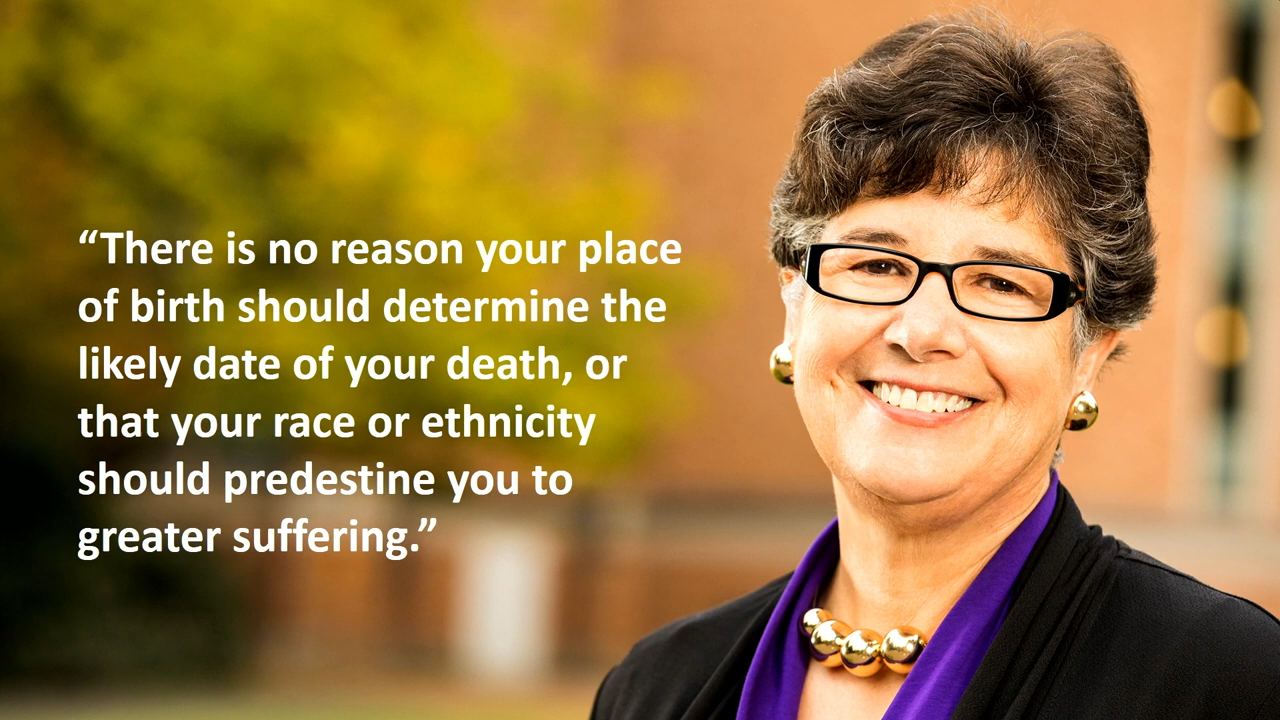 “There is no reason your place
of birth should determine the
likely date of your death, or
that your race or ethnicity
should predestine you to
greater suffering.”